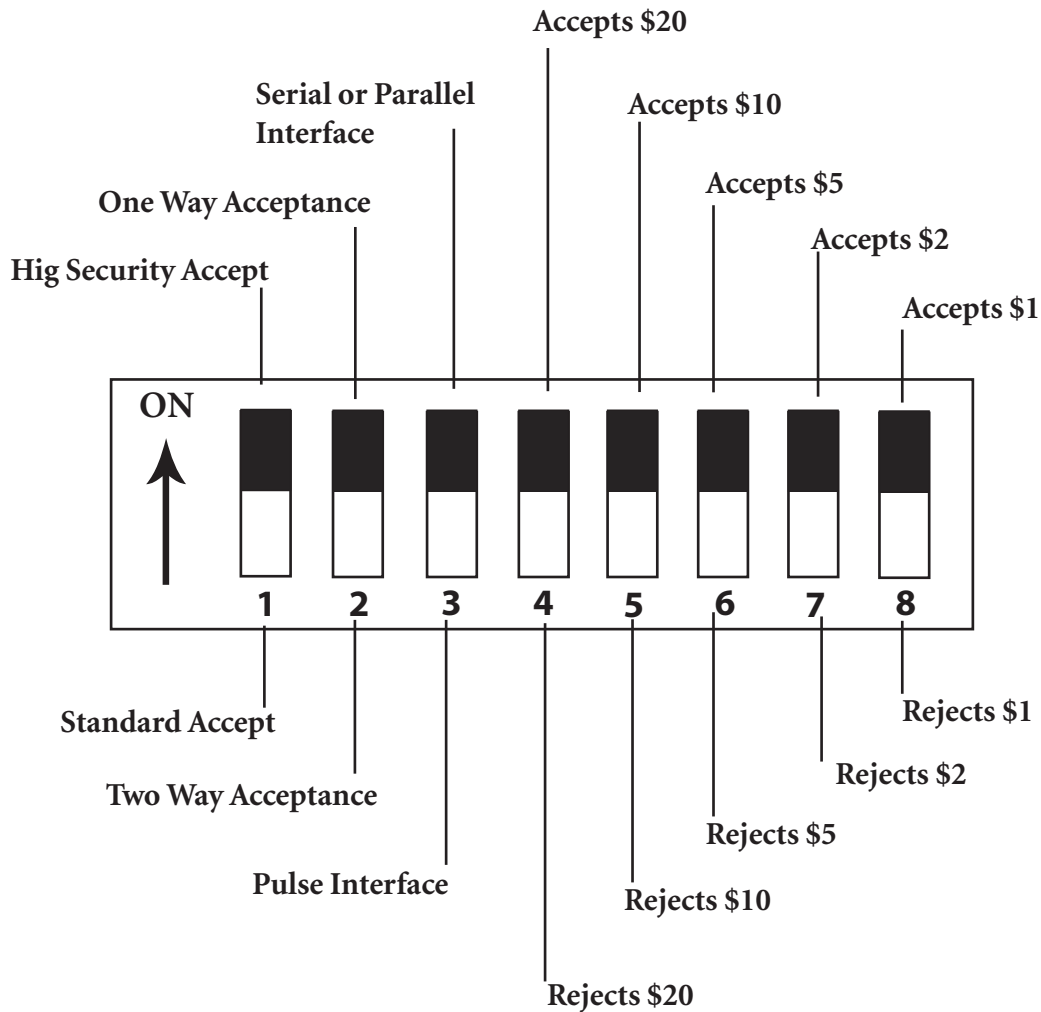 Accepts $20
Serial or Parallel
Interface
Accepts $10
Accepts $5
One Way Acceptance
Accepts $2
Hig Security Accept
Accepts $1
ON
1 2 3 4 5 6 7 8
Standard Accept
Rejects $1
Rejects $2
Two Way Acceptance
Rejects $5
Pulse Interface
Rejects $10
Rejects $20